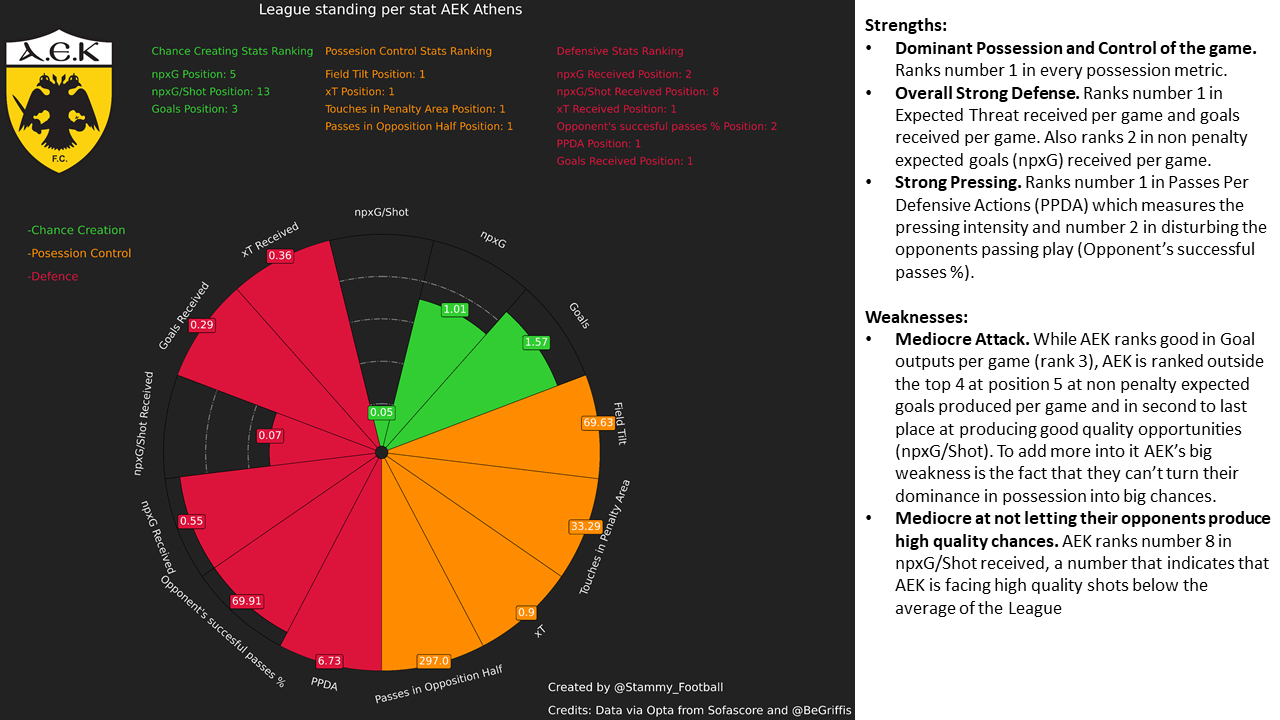 League standing per stat AEK Athens
Α.Ε.Κ
F.C.
Chance Creating Stats Ranking
npxG Position: 5
npxG/Shot Position: 13
Goals Position: 3
Possesion Control Stats Ranking
Field Tilt Position: 1
xT Position: 1
Touches in Penalty Area Position: 1
Passes in Opposition Half Position: 1
Defensive Stats Ranking
npxG Received Position: 2
npxG/Shot Received Position: 8
xT Received Position: 1
Opponent's succesful passes % Position: 2
PPDA Position: 1
Goals Received Position: 1
-Chance Creation
-Posession Control
-Defence
npxG/Shot
0.05
npxG
1.01
Goals
1.57
Field Tilt
69.63
Touches in Penalty Area
33.29
xT
0.9
Passes in Opposition Half
297.0
PPDA
6.73
Opponent's succesful passes %
69.91
npxG Received
0.55
npxG/Shot Received
0.07
Goals Received
0.29
xT Received
0.36
Created by @Stammy_Football
Credits: Data via Opta from Sofascore and @BeGriffis
Strengths:
• Dominant Possession and Control of the game.
Ranks number 1 in every possession metric.
• Overall Strong Defense. Ranks number 1 in
Expected Threat received per game and goals
received per game. Also ranks 2 in non penalty
expected goals (npxG) received per game.
• Strong Pressing. Ranks number 1 in Passes Per
Defensive Actions (PPDA) which measures the
pressing intensity and number 2 in disturbing the
opponents passing play (Opponent's successful
passes %).
Weaknesses:
• Mediocre Attack. While AEK ranks good in Goal
outputs per game (rank 3), AEK is ranked outside
the top 4 at position 5 at non penalty expected
goals produced per game and in second to last
place at producing good quality opportunities
(npxG/Shot). To add more into it AEK's big
weakness is the fact that they can't turn their
dominance in possession into big chances.
• Mediocre at not letting their opponents produce
high quality chances. AEK ranks number 8 in
npxG/Shot received, a number that indicates that
AEK is facing high quality shots below the
average of the League